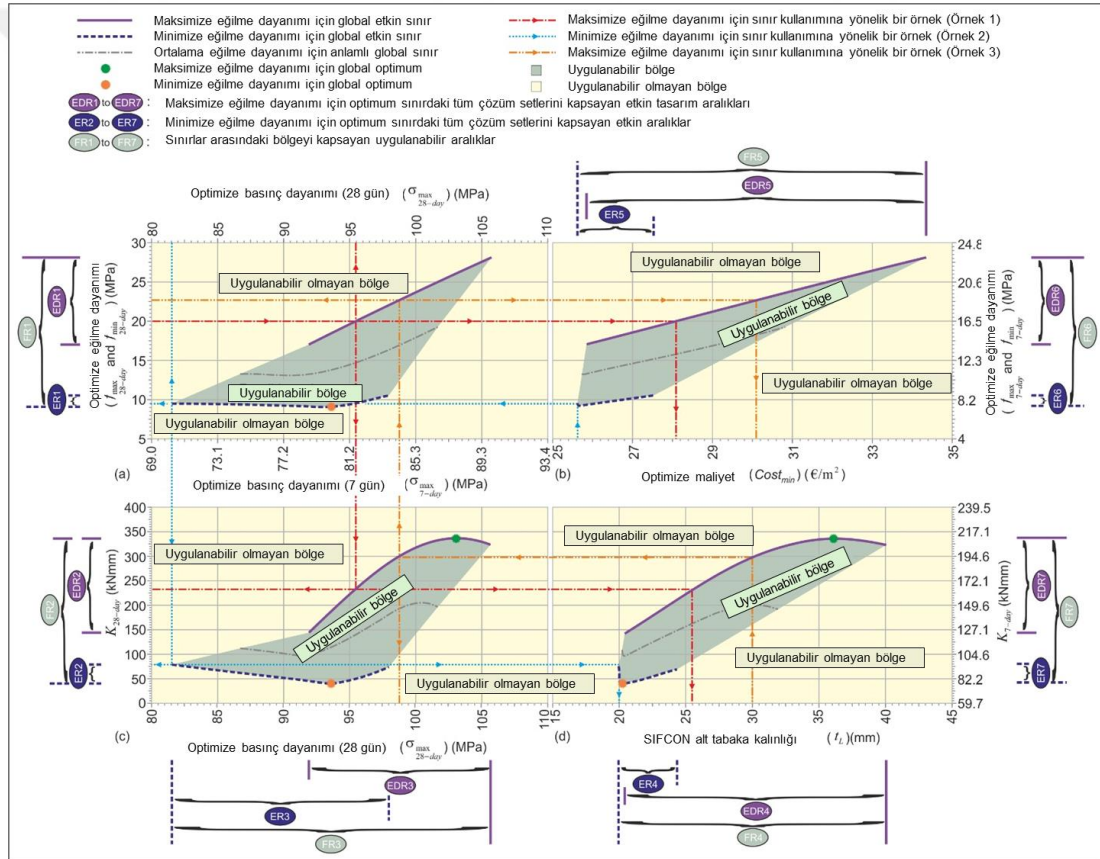 Maksimize eğilme dayanımı için global etkin sınır
Minimize eğilme dayanımı için global etkin sınır
Ortalama eğilme dayanımı için anlamlı global sınır
Maksimize eğilme dayanımı için global optimum
Minimize eğilme dayanımı için global optimum
Maksimize eğilme dayanımı için sınır kullanımına yönelik bir örnek (Örnek 1)
Minimize eğilme dayanımı için sınır kullanımına yönelik bir örnek (Örnek 2)
Maksimize eğilme dayanımı için sınır kullanımına yönelik bir örnek (Örnek 3)
Uygulanabilir bölge
Uygulanabilir olmayan bölge
EDR1 to EDR7 : Maksimize eğilme dayanımı için optimum sınırdaki tüm çözüm setlerini kapsayan etkin tasarım aralıkları
ER2 to ER7 : Minimize eğilme dayanımı için optimum sınırdaki tüm çözüm setlerini kapsayan etkin aralıklar
FR1 to FR7 : Sınırlar arasındaki bölgeyi kapsayan uygulanabilir aralıklar
FR5
EDR5
ER5
Optimize basınç dayanımı (28 gün) (σ max 28-day) (MPa)
80 85 90 95 100 105 110
FR1
EDR1
ER1
Optimize eğilme dayanımı
(f max 28-day and f min 28-day) (MPa)
30
25
20
15
10
5
Uygulanabilir olmayan bölge
Uygulanabilir bölge
Uygulanabilir olmayan bölge
69.0 73.1 77.2 81.2 85.3 89.3 93.4
(a)
Optimize basınç dayanımı (7 gün) (σ max 7-day) (MPa)
Uygulanabilir olmayan bölge
Uygulanabilir bölge
Uygulanabilir olmayan bölge
24.8
20.6
16.5
12.3
8.2
4
Optimize eğilme dayanımı
(f max 7-day and f min 7-day) (MPa)
EDR6
FR6
ER6
25 27 29 31 33 35
(b)
Optimize maliyet (Cost min) (€/m²)
FR2
EDR2
ER2
K 28-day (kNmm)
400
350
300
250
200
150
100
50
0
Uygulanabilir olmayan bölge
Uygulanabilir bölge
Uygulanabilir olmayan bölge
80 85 90 95 100 105 115
(c)
Optimize basınç dayanımı (28 gün) (σ max 28-day) (MPa)
Uygulanabilir olmayan bölge
Uygulanabilir bölge
Uygulanabilir olmayan bölge
239.5
217.1
194.6
172.1
149.6
127.1
104.6
82.2
59.7
K 7-day (kNmm)
EDR7
FR7
ER7
20 25 30 35 40 45
(d)
SIFCON alt tabaka kalınlığı (t L)(mm)
EDR3
ER3
FR3
ER4
EDR4
FR4